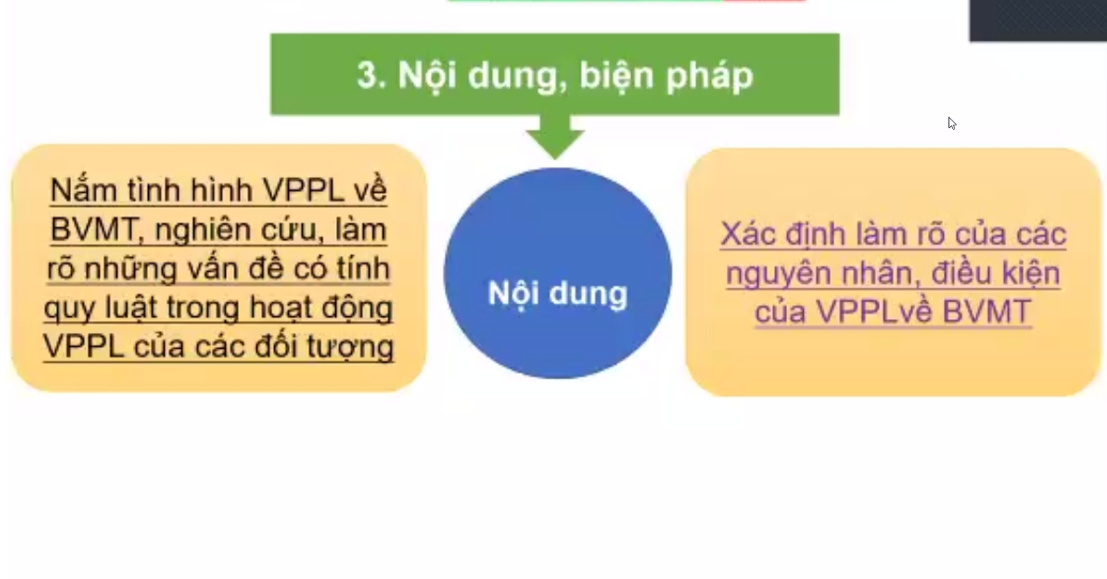 3. Nội dung, biện pháp
Nắm tình hình VPPL về
BVMT, nghiên cứu, làm
rõ những vấn đề có tính
quy luật trong hoạt động
VPPL của các đối tượng
Nội dung
Xác định làm rõ của các
nguyên nhân, điều kiện
của VPPLvề BVMT